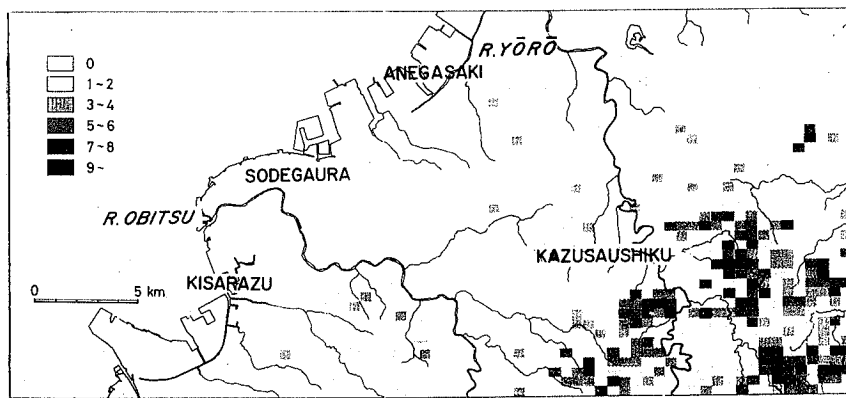 0
1~2
3~4
5~6
7~8
9~
R.YŌRŌ
ANEGASAKI
SODEGAURA
R.OBITSU
KAZUSAUSHIKU
KISARAZU
0 5 km